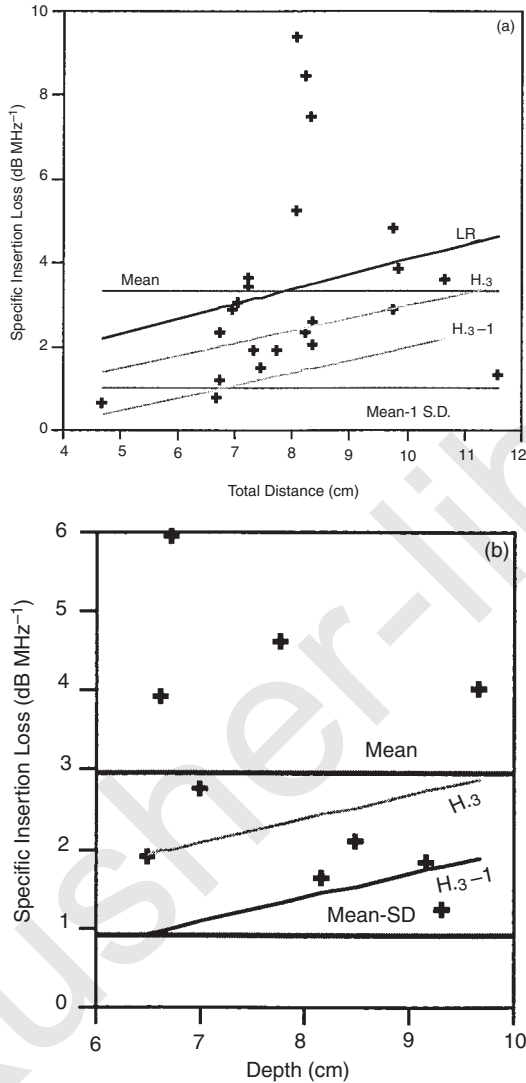 (a)
10
8
6
4
2
0
Specific Insertion Loss (dB MHz⁻¹)
LR
Mean
H.3
H.3−1
Mean-1 S.D.
4 5 6 7 8 9 10 11 12
Total Distance (cm)
(b)
6
5
4
3
2
1
0
Specific Insertion Loss (dB MHz⁻¹)
Mean
H.3
H.3−1
Mean-SD
6 7 8 9 10
Depth (cm)